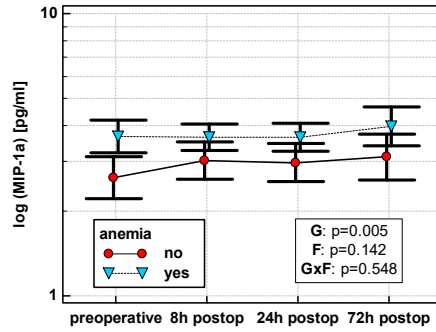 10
log (MIP-1a) [pg/ml]
anemia
no
yes
G: p=0.005
F: p=0.142
GxF: p=0.548
1
preoperative 8h postop 24h postop 72h postop